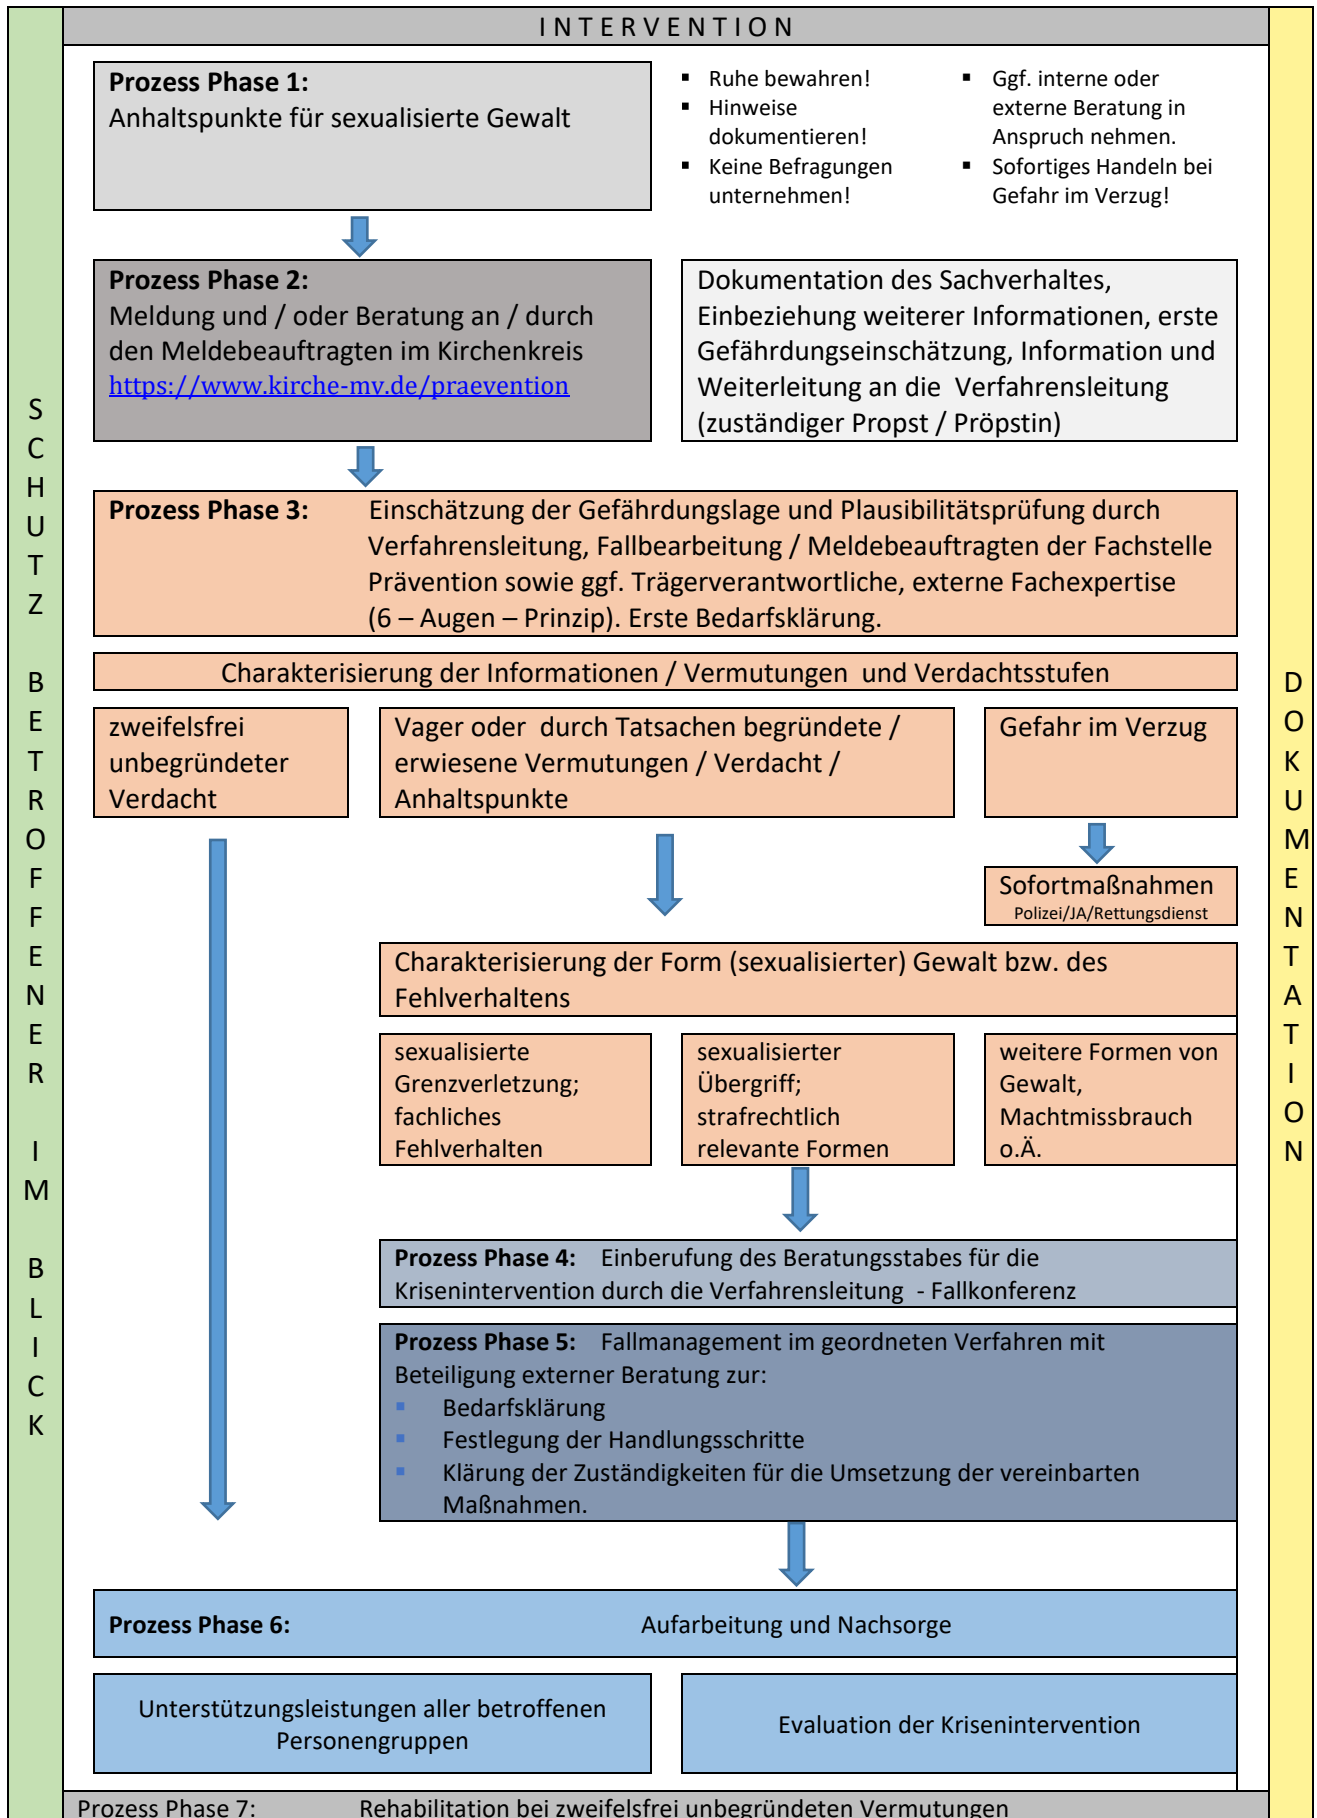 I N T E R V E N T I O N
Prozess Phase 1:
Anhaltspunkte für sexualisierte Gewalt
▪ Ruhe bewahren!
▪ Hinweise
dokumentieren!
▪ Keine Befragungen
unternehmen!
▪ Ggf. interne oder
externe Beratung in
Anspruch nehmen.
▪ Sofortiges Handeln bei
Gefahr im Verzug!
Prozess Phase 2:
Meldung und / oder Beratung an / durch
den Meldebeauftragten im Kirchenkreis
https://www.kirche-mv.de/praevention
Dokumentation des Sachverhaltes,
Einbeziehung weiterer Informationen, erste
Gefährdungseinschätzung, Information und
Weiterleitung an die Verfahrensleitung
(zuständiger Propst / Pröpstin)
Prozess Phase 3: Einschätzung der Gefährdungslage und Plausibilitätsprüfung durch
Verfahrensleitung, Fallbearbeitung / Meldebeauftragten der Fachstelle
Prävention sowie ggf. Trägerverantwortliche, externe Fachexpertise
(6 – Augen – Prinzip). Erste Bedarfsklärung.
Charakterisierung der Informationen / Vermutungen und Verdachtsstufen
zweifelsfrei
unbegründeter
Verdacht
Vager oder durch Tatsachen begründete /
erwiesene Vermutungen / Verdacht /
Anhaltspunkte
Gefahr im Verzug
Sofortmaßnahmen
Polizei/JA/Rettungsdienst
Charakterisierung der Form (sexualisierter) Gewalt bzw. des
Fehlverhaltens
sexualisierte
Grenzverletzung;
fachliches
Fehlverhalten
sexualisierter
Übergriff;
strafrechtlich
relevante Formen
weitere Formen von
Gewalt,
Machtmissbrauch
o.Ä.
Prozess Phase 4: Einberufung des Beratungsstabes für die
Krisenintervention durch die Verfahrensleitung - Fallkonferenz
Prozess Phase 5: Fallmanagement im geordneten Verfahren mit
Beteiligung externer Beratung zur:
▪ Bedarfsklärung
▪ Festlegung der Handlungsschritte
▪ Klärung der Zuständigkeiten für die Umsetzung der vereinbarten
Maßnahmen.
Prozess Phase 6: Aufarbeitung und Nachsorge
Unterstützungsleistungen aller betroffenen
Personengruppen
Evaluation der Krisenintervention
Prozess Phase 7: Rehabilitation bei zweifelsfrei unbegründeten Vermutungen
S C H U T Z B E T R O F F E N E R I M B L I C K
D O K U M E N T A T I O N